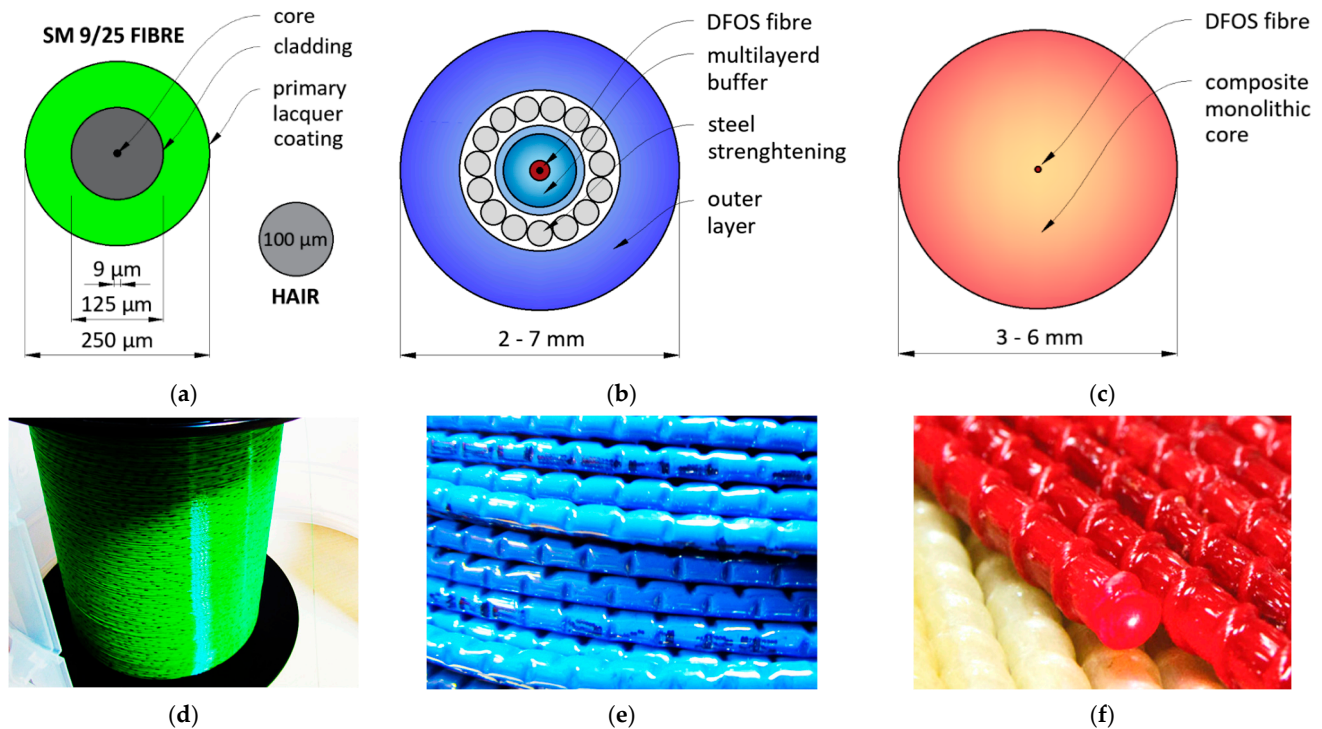 SM 9/25 FIBRE
core
cladding
primary
lacquer
coating
100 µm
HAIR
9 µm
125 µm
250 µm
(a)
DFOS fibre
multilayerd
buffer
steel
strenghtening
outer
layer
2 - 7 mm
(b)
DFOS fibre
composite
monolithic
core
3 - 6 mm
(c)
(d)
(e)
(f)